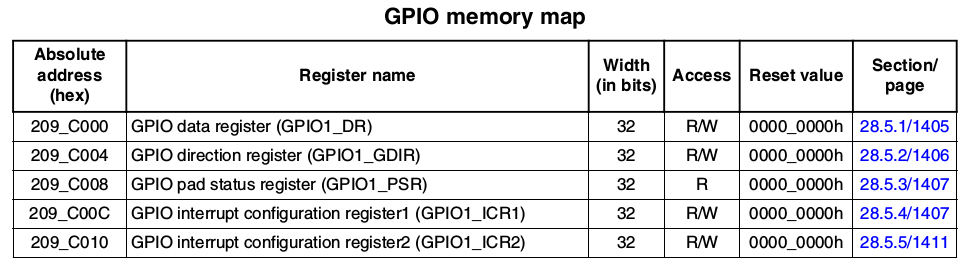 GPIO memory map
Absolute address (hex) Register name Width (in bits) Access Reset value Section/ page
209_C000 GPIO data register (GPIO1_DR) 32 R/W 0000_0000h 28.5.1/1405
209_C004 GPIO direction register (GPIO1_GDIR) 32 R/W 0000_0000h 28.5.2/1406
209_C008 GPIO pad status register (GPIO1_PSR) 32 R 0000_0000h 28.5.3/1407
209_C00C GPIO interrupt configuration register1 (GPIO1_ICR1) 32 R/W 0000_0000h 28.5.4/1407
209_C010 GPIO interrupt configuration register2 (GPIO1_ICR2) 32 R/W 0000_0000h 28.5.5/1411